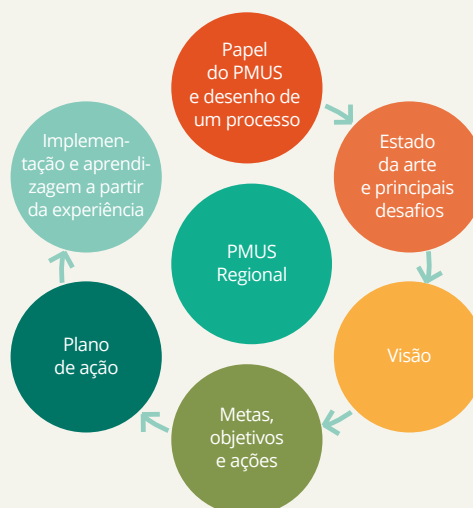 Papel
do PMUS
e desenho de
um processo
Estado
da arte
e principais
desafios
Visão
Metas,
objetivos
e ações
Plano
de ação
Implemen-
tação e aprendi-
zagem a partir
da experiência
PMUS
Regional